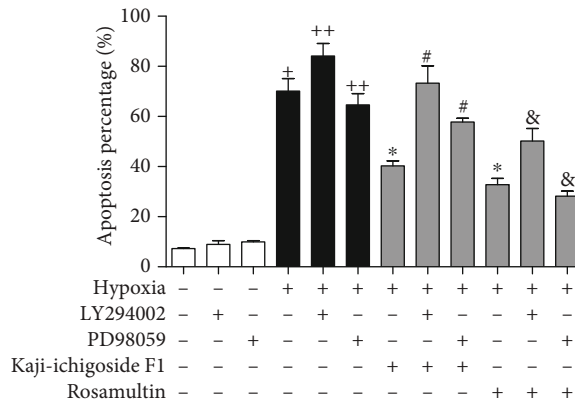 100
80
60
40
20
0
Apoptosis percentage (%)
+ ++ ++ * # # * & &
Hypoxia – – – + + + + + + + + +
LY294002 – + – – + – – + – – + –
PD98059 – – + – – + – – + – – +
Kaji-ichigoside F1 – – – – – – + + + – – –
Rosamultin – – – – – – – – – + + +